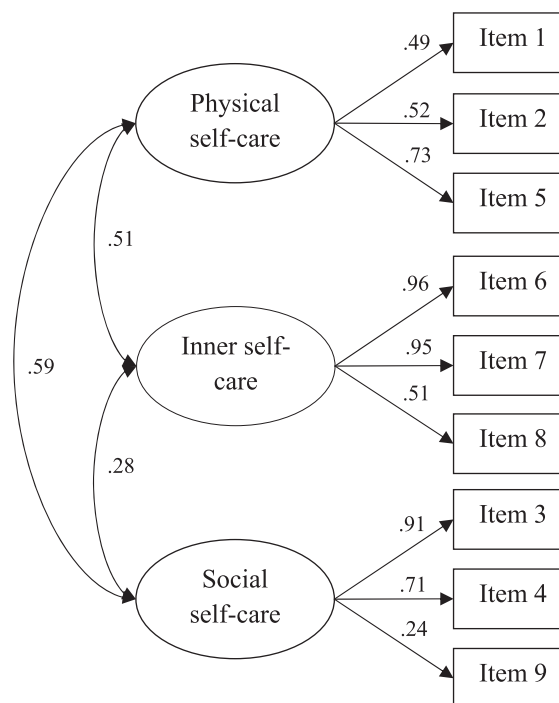 .49
Item 1
Physical
self-care
.52
Item 2
.73
Item 5
.51
.96
Item 6
Inner self-
care
.95
Item 7
.59
.51
Item 8
.28
.91
Item 3
Social
self-care
.71
Item 4
.24
Item 9